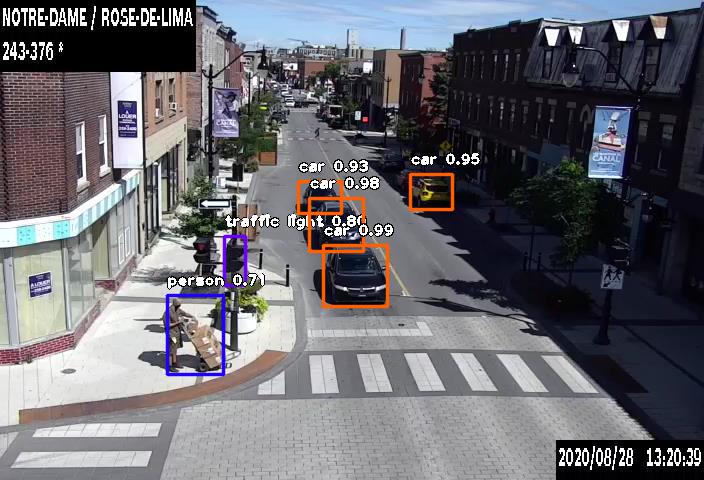 NOTRE-DAME / ROSE-DE-LIMA
243-376 *
À LOUER
car 0.93
car 0.98
car 0.95
traffic light 0.80
car 0.99
person 0.71
CANAL
CANAL
À LOUER
2020/08/28 13:20:39